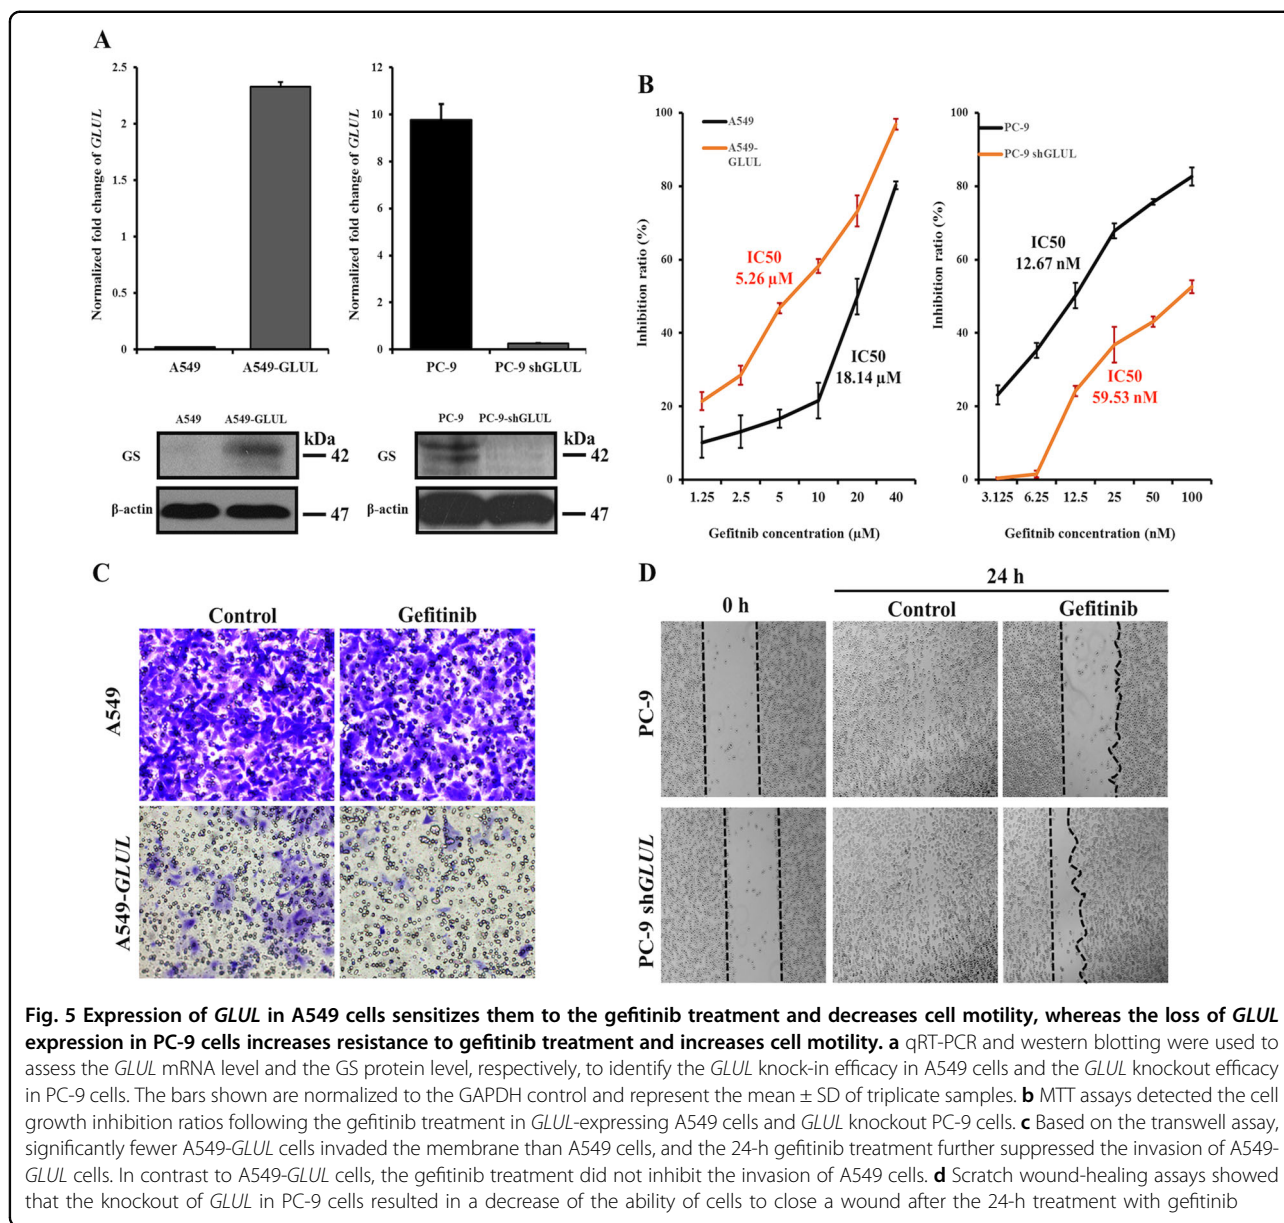 A
Normalized fold change of GLUL
2.5
2
1.5
1
0.5
0
A549
A549-GLUL
Normalized fold change of GLUL
12
10
8
6
4
2
0
PC-9
PC-9 shGLUL
A549
A549-GLUL
kDa
GS
42
β-actin
47
PC-9
PC-9-shGLUL
kDa
GS
42
β-actin
47
B
Inhibition ratio (%)
100
80
60
40
20
0
A549
A549-
GLUL
IC50
5.26 µM
IC50
18.14 µM
1.25
2.5
5
10
20
40
Gefitnib concentration (µM)
Inhibition ratio (%)
100
80
60
40
20
0
PC-9
PC-9 shGLUL
IC50
12.67 nM
IC50
59.53 nM
3.125
6.25
12.5
25
50
100
Gefitnib concentration (nM)
C
Control
Gefitinib
A549
A549-GLUL
D
24 h
0 h
Control
Gefitinib
PC-9
PC-9 shGLUL
Fig. 5 Expression of GLUL in A549 cells sensitizes them to the gefitinib treatment and decreases cell motility, whereas the loss of GLUL
expression in PC-9 cells increases resistance to gefitinib treatment and increases cell motility. a qRT-PCR and western blotting were used to
assess the GLUL mRNA level and the GS protein level, respectively, to identify the GLUL knock-in efficacy in A549 cells and the GLUL knockout efficacy
in PC-9 cells. The bars shown are normalized to the GAPDH control and represent the mean ± SD of triplicate samples. b MTT assays detected the cell
growth inhibition ratios following the gefitinib treatment in GLUL-expressing A549 cells and GLUL knockout PC-9 cells. c Based on the transwell assay,
significantly fewer A549-GLUL cells invaded the membrane than A549 cells, and the 24-h gefitinib treatment further suppressed the invasion of A549-
GLUL cells. In contrast to A549-GLUL cells, the gefitinib treatment did not inhibit the invasion of A549 cells. d Scratch wound-healing assays showed
that the knockout of GLUL in PC-9 cells resulted in a decrease of the ability of cells to close a wound after the 24-h treatment with gefitinib